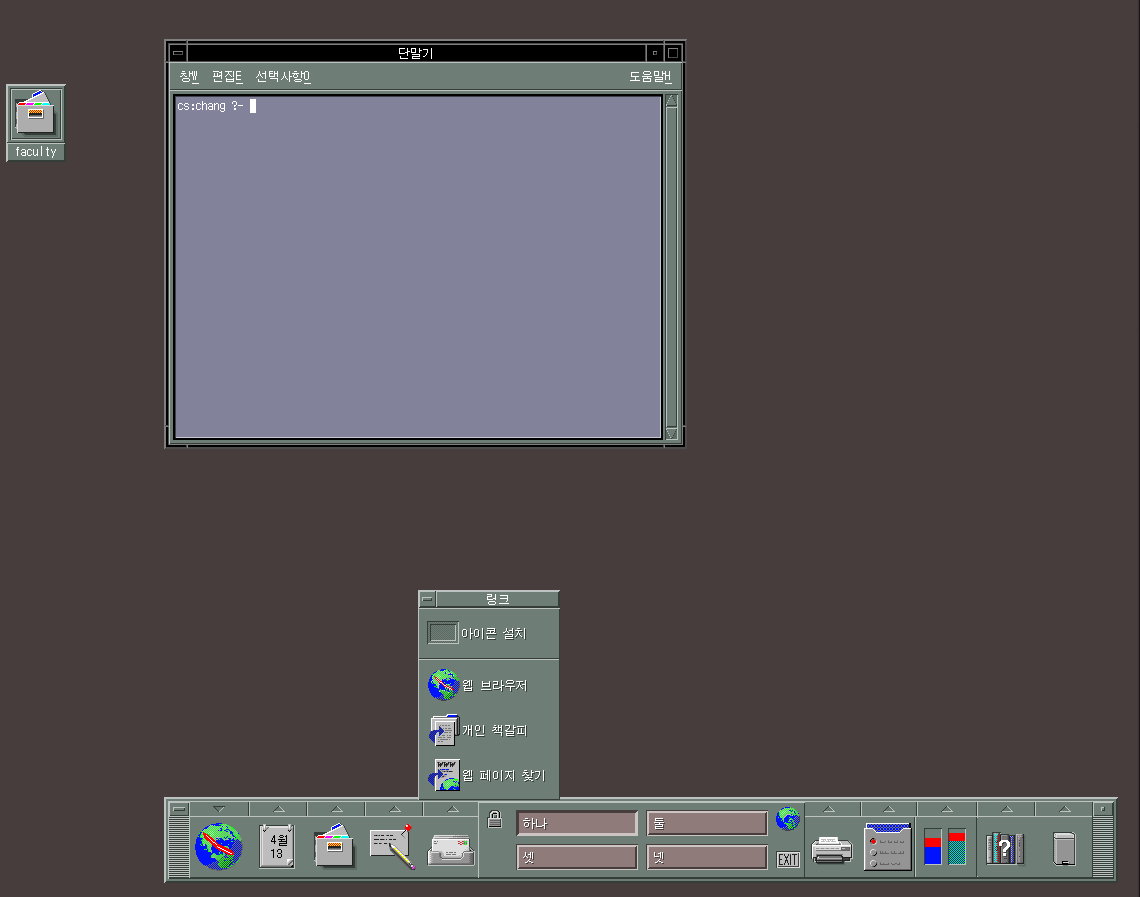 단말기
창W 편집E 선택사항O 도움말H
cs:chang ?-
faculty
링크
아이콘 설치
웹 브라우저
개인 책갈피
WWW
웹 페이지 찾기
4월
13
하나
둘
셋
넷
EXIT
?